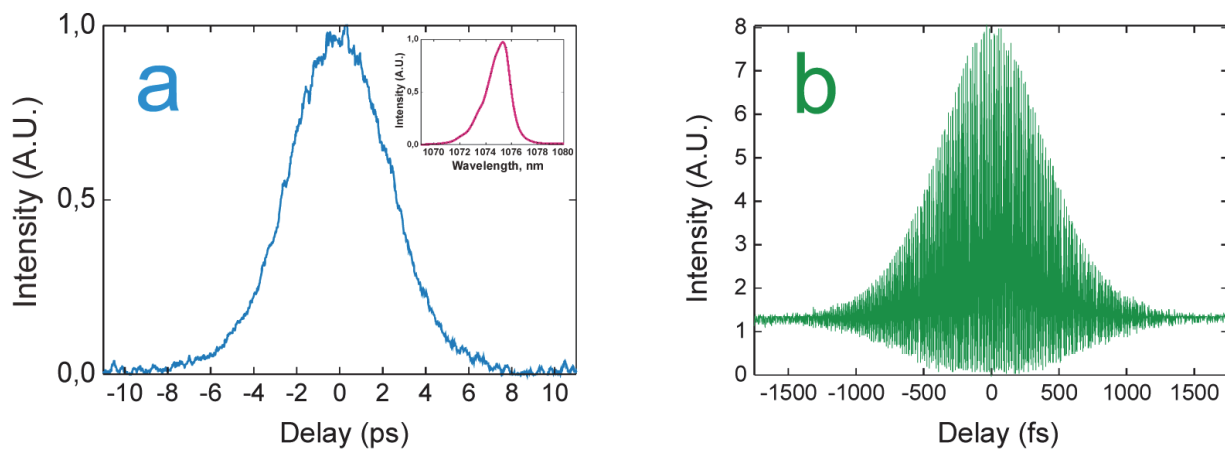 a
Intensity (A.U.)
1,0
0,5
0,0
-10 -8 -6 -4 -2 0 2 4 6 8 10
Delay (ps)
Intensity (A.U.)
1,0
0,5
0,0
1070 1072 1074 1076 1078 1080
Wavelength, nm
b
Intensity (A.U.)
8
7
6
5
4
3
2
1
0
-1500 -1000 -500 0 500 1000 1500
Delay (fs)